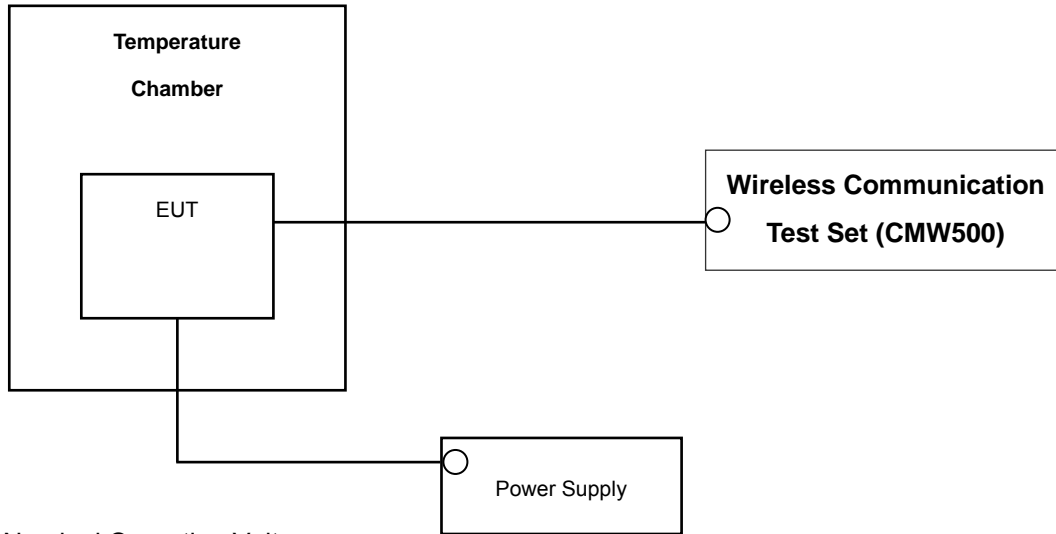 Temperature
Chamber
EUT
Wireless Communication
Test Set (CMW500)
Power Supply